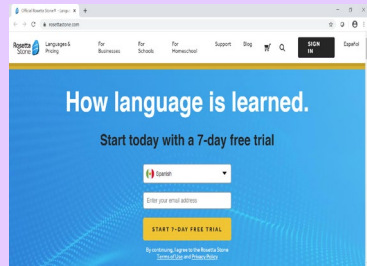 Official Rosetta Stone® - Langu
rosettastone.com
Rosetta Stone
Languages & Pricing
For Businesses
For Schools
For Homeschool
Support
Blog
SIGN IN
Español
How language is learned.
Start today with a 7-day free trial
Spanish
Enter your email address
START 7-DAY FREE TRIAL
By continuing, I agree to the Rosetta Stone
Terms of Use and Privacy Policy